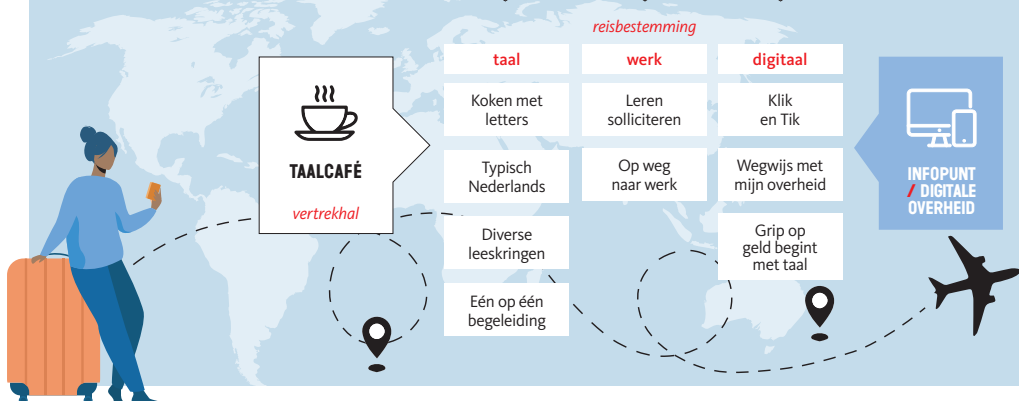 reisbestemming
taal
werk
digitaal
TAALCAFÉ
vertrekhal
Koken met
letters
Typisch
Nederlands
Diverse
leeskringen
Eén op één
begeleiding
Leren
solliciteren
Op weg
naar werk
Klik
en Tik
Wegwijs met
mijn overheid
Grip op
geld begint
met taal
INFOPUNT
/ DIGITALE
OVERHEID